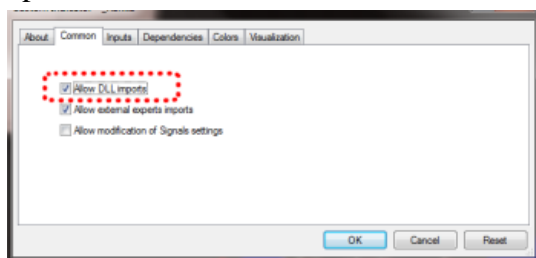 About Common Inputs Dependencies Colors Visualization
Allow DLL imports
Allow external experts imports
Allow modification of Signals settings
OK Cancel Reset